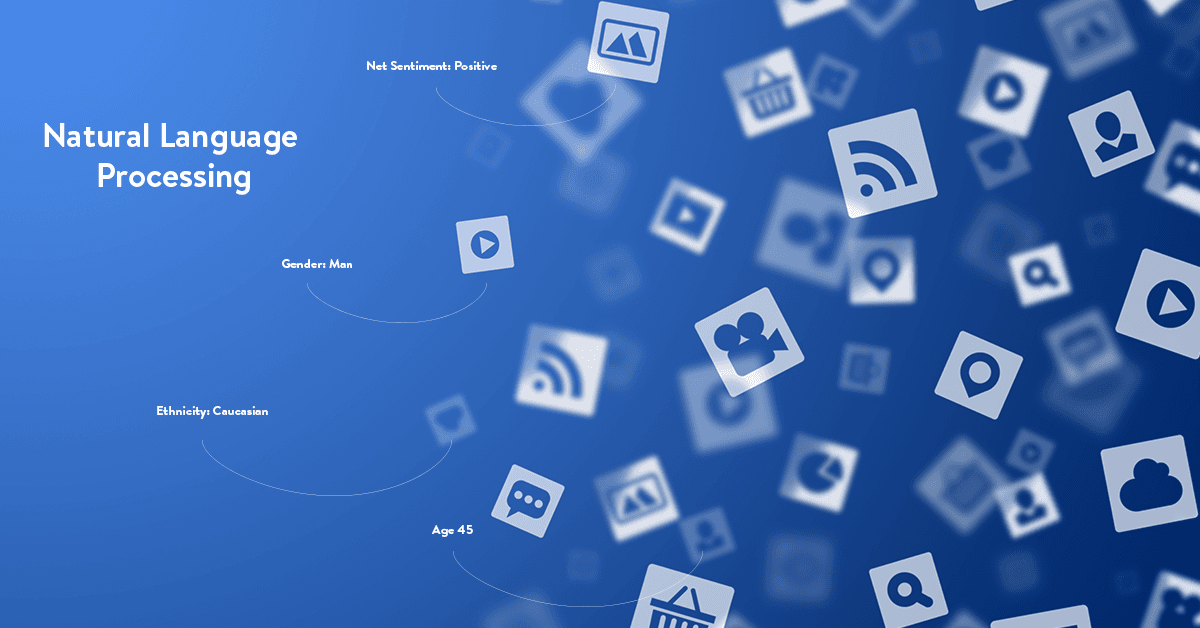 Net Sentiment: Positive
Natural Language
Processing
Gender: Man
Ethnicity: Caucasian
Age 45